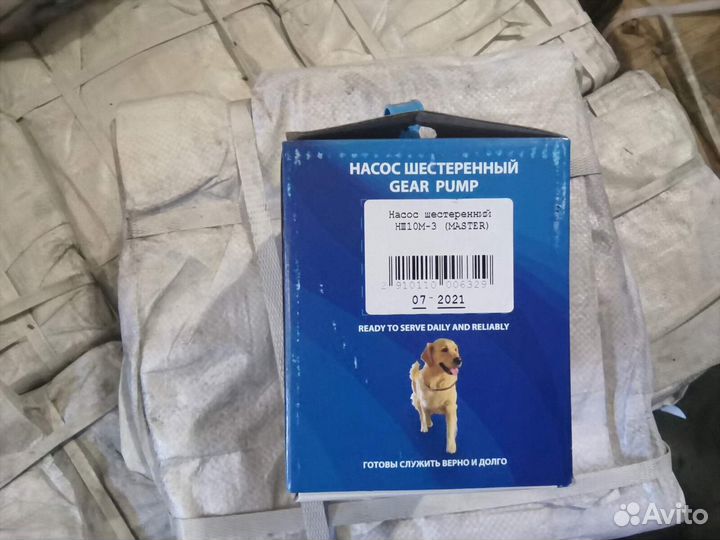 НАСОС ШЕСТЕРЕННЫЙ
GEAR PUMP
Насос шестеренний
НШ10М-3 (MASTER)
2 910110 006329
07-2021
READY TO SERVE DAILY AND RELIABLY
ГОТОВЫ СЛУЖИТЬ ВЕРНО И ДОЛГО
Avito